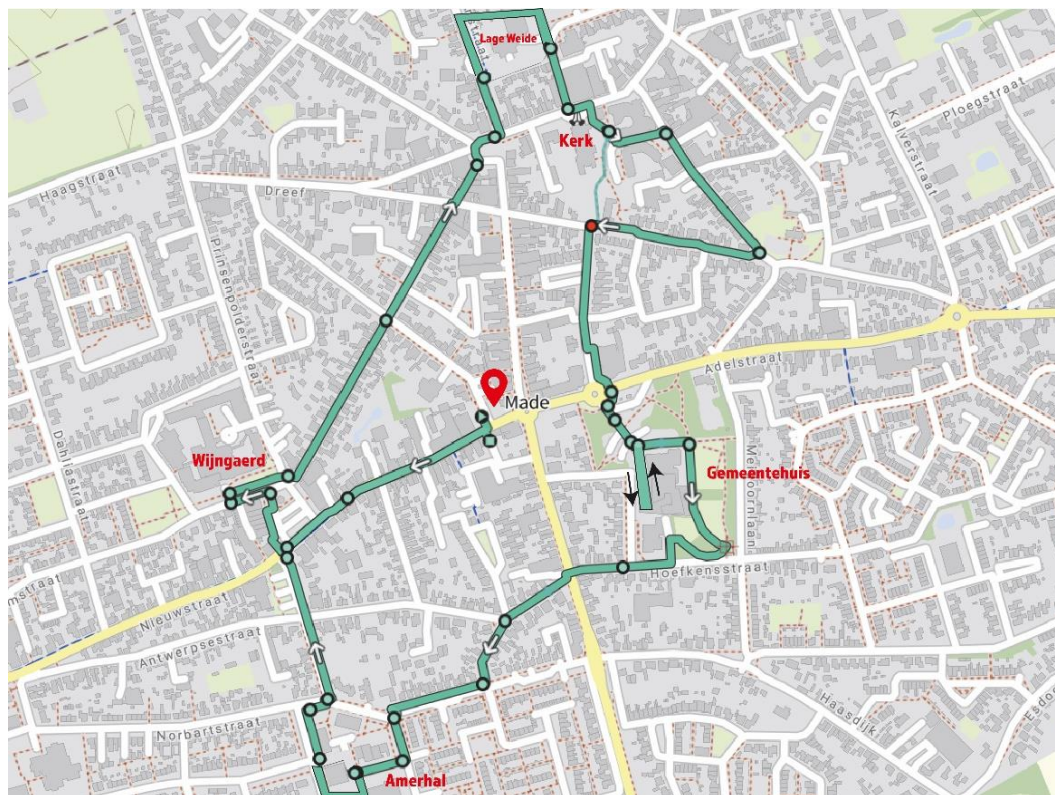 Lage Weide
Kerk
Ploegstraat
Kalverstraat
Haagstraat
Dreef
Prinsenpolderstraat
Adelstraat
Made
Dahliastraat
Wijngaerd
Gemeentehuis
Meidoornlaan
Hoefkensstraat
mstraat
Nieuwstraat
Antwerpsestraat
Norbartstraat
Haasdijk
Amerhal